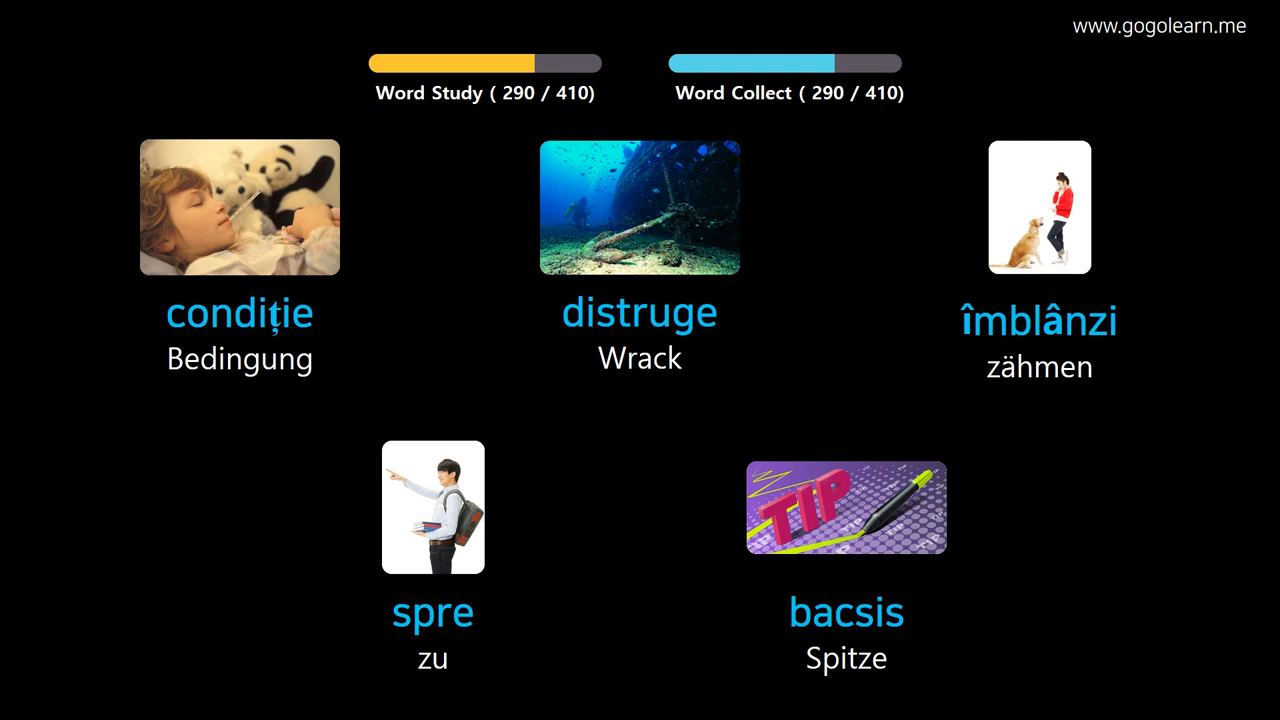 www.gogolearn.me
Word Study ( 290 / 410)
Word Collect ( 290 / 410)
condiție
Bedingung
distruge
Wrack
îmblânzi
zähmen
TIP
spre
zu
bacsis
Spitze